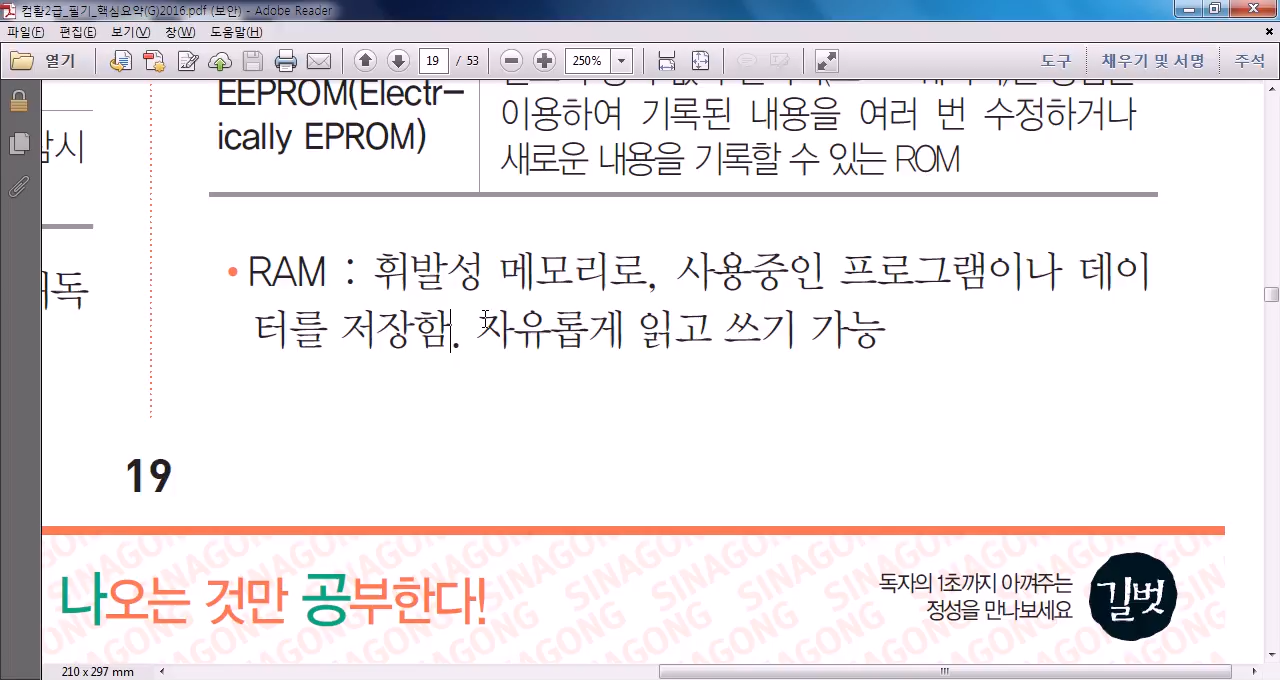 컴활2급_필기_핵심요약(G)2016.pdf (보안) - Adobe Reader
파일(F) 편집(E) 보기(V) 창(W) 도움말(H)
열기 19 / 53 250% 도구 채우기 및 서명 주석
EEPROM(Electr-
ically EPROM)
이용하여 기록된 내용을 여러 번 수정하거나
새로운 내용을 기록할 수 있는 ROM
• RAM : 휘발성 메모리로, 사용중인 프로그램이나 데이
터를 저장함. 자유롭게 읽고 쓰기 가능
19
나오는 것만 공부한다!
독자의 1초까지 아껴주는
정성을 만나보세요
길벗
SINAGONG
210 x 297 mm